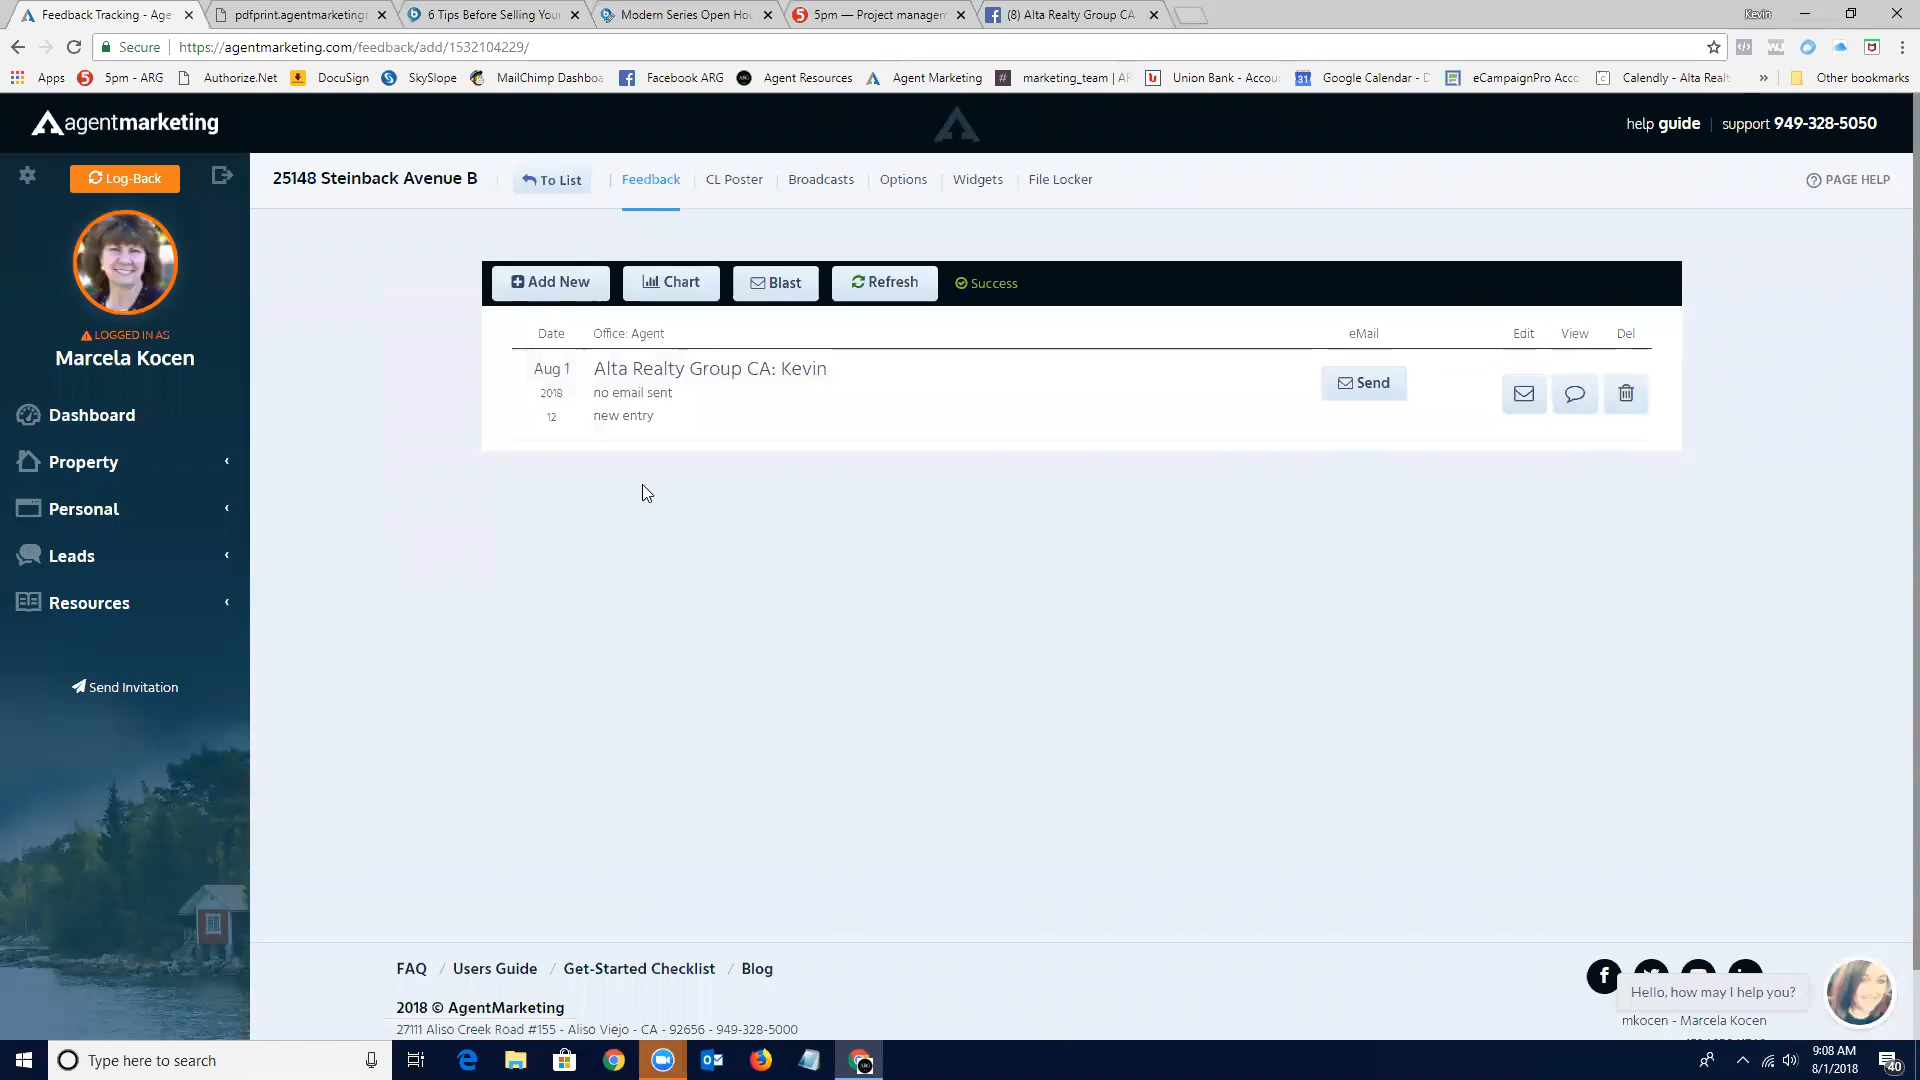 Feedback Tracking - Age
pdfprint.agentmarketing
6 Tips Before Selling Your
Modern Series Open Hou
5pm — Project managem
(8) Alta Realty Group CA
Kevin
Secure
https://agentmarketing.com/feedback/add/1532104229/
Apps
5pm - ARG
Authorize.Net
DocuSign
SkySlope
MailChimp Dashboa
Facebook ARG
Agent Resources
Agent Marketing
marketing_team | AR
Union Bank - Accou
Google Calendar - D
eCampaignPro Acco
Calendly - Alta Realt
Other bookmarks
agentmarketing
help guide | support 949-328-5050
Log-Back
25148 Steinback Avenue B
To List
Feedback
CL Poster
Broadcasts
Options
Widgets
File Locker
PAGE HELP
LOGGED IN AS
Marcela Kocen
Dashboard
Property
Personal
Leads
Resources
Send Invitation
Add New
Chart
Blast
Refresh
Success
Date
Office: Agent
eMail
Edit
View
Del
Aug 1
2018
12
Alta Realty Group CA: Kevin
no email sent
new entry
Send
FAQ / Users Guide / Get-Started Checklist / Blog
2018 © AgentMarketing
27111 Aliso Creek Road #155 - Aliso Viejo - CA - 92656 - 949-328-5000
Hello, how may I help you?
mkocen - Marcela Kocen
Type here to search
9:08 AM
8/1/2018
40